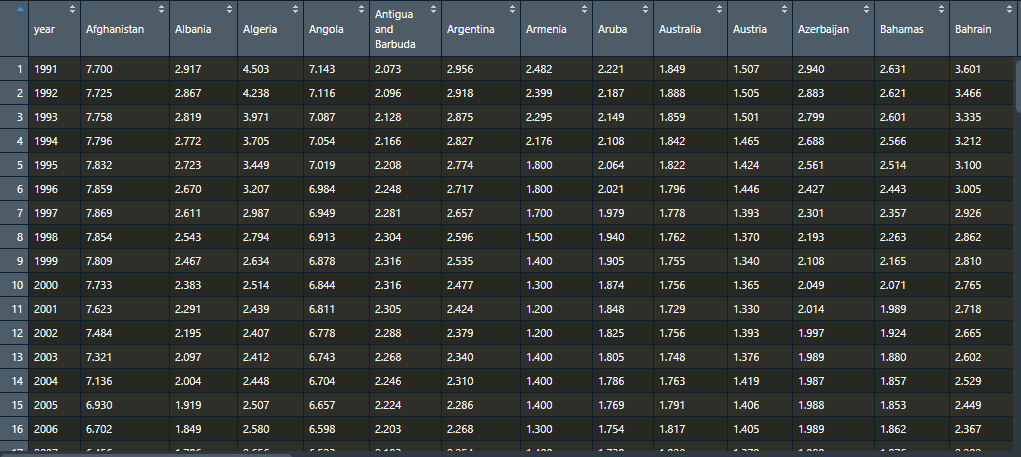 year Afghanistan Albania Algeria Angola Antigua and Barbuda Argentina Armenia Aruba Australia Austria Azerbaijan Bahamas Bahrain
1 1991 7.700 2.917 4.503 7.143 2.073 2.956 2.482 2.221 1.849 1.507 2.940 2.631 3.601
2 1992 7.725 2.867 4.238 7.116 2.096 2.918 2.399 2.187 1.888 1.505 2.883 2.621 3.466
3 1993 7.758 2.819 3.971 7.087 2.128 2.875 2.295 2.149 1.859 1.501 2.799 2.601 3.335
4 1994 7.796 2.772 3.705 7.054 2.166 2.827 2.176 2.108 1.842 1.465 2.688 2.566 3.212
5 1995 7.832 2.723 3.449 7.019 2.208 2.774 1.800 2.064 1.822 1.424 2.561 2.514 3.100
6 1996 7.859 2.670 3.207 6.984 2.248 2.717 1.800 2.021 1.796 1.446 2.427 2.443 3.005
7 1997 7.869 2.611 2.987 6.949 2.281 2.657 1.700 1.979 1.778 1.393 2.301 2.357 2.926
8 1998 7.854 2.543 2.794 6.913 2.304 2.596 1.500 1.940 1.762 1.370 2.193 2.263 2.862
9 1999 7.809 2.467 2.634 6.878 2.316 2.535 1.400 1.905 1.755 1.340 2.108 2.165 2.810
10 2000 7.733 2.383 2.514 6.844 2.316 2.477 1.300 1.874 1.756 1.365 2.049 2.071 2.765
11 2001 7.623 2.291 2.439 6.811 2.305 2.424 1.200 1.848 1.729 1.330 2.014 1.989 2.718
12 2002 7.484 2.195 2.407 6.778 2.288 2.379 1.200 1.825 1.756 1.393 1.997 1.924 2.665
13 2003 7.321 2.097 2.412 6.743 2.268 2.340 1.400 1.805 1.748 1.376 1.989 1.880 2.602
14 2004 7.136 2.004 2.448 6.704 2.246 2.310 1.400 1.786 1.763 1.419 1.987 1.857 2.529
15 2005 6.930 1.919 2.507 6.657 2.224 2.286 1.400 1.769 1.791 1.406 1.988 1.853 2.449
16 2006 6.702 1.849 2.580 6.598 2.203 2.268 1.300 1.754 1.817 1.405 1.989 1.862 2.367